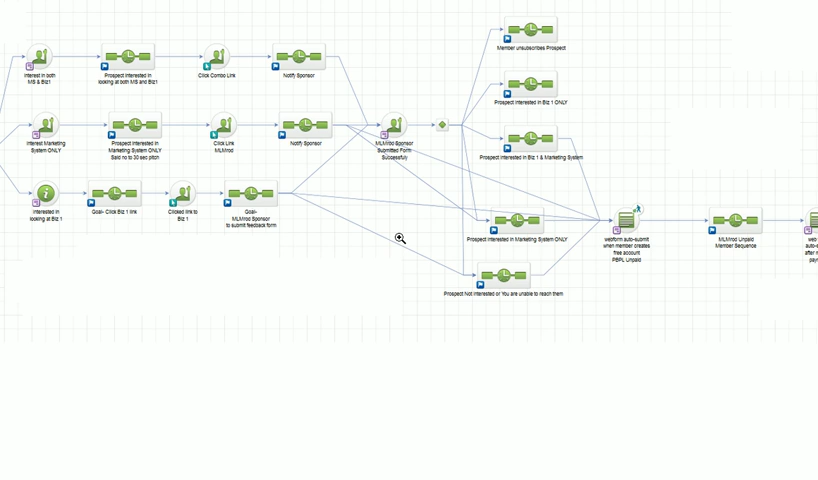 Member unsubscribes Prospect
Interest in both
MS & Biz1
Prospect Interested in
looking at both MS and Biz1
Click Combo Link
Notify Sponsor
Prospect Interested in Biz 1 ONLY
Interest Marketing
System ONLY
Prospect Interested in
Marketing System ONLY
Said no to 30 sec pitch
Click Link
MLMrod
Notify Sponsor
MLMrod Sponsor
Submitted Form
Successfuly
Prospect Interested in Biz 1 & Marketing System
Interested in
looking at Biz 1
Goal- Click Biz 1 link
Clicked link to
Biz 1
Goal-
MLMrod Sponsor
to submit feedback form
Prospect Interested in Marketing System ONLY
webform auto-submit
when member creates
free account
PBPL Unpaid
MLMrod Unpaid
Member Sequence
web
auto-
after m
pay
Prospect Not Interested or You are unable to reach them